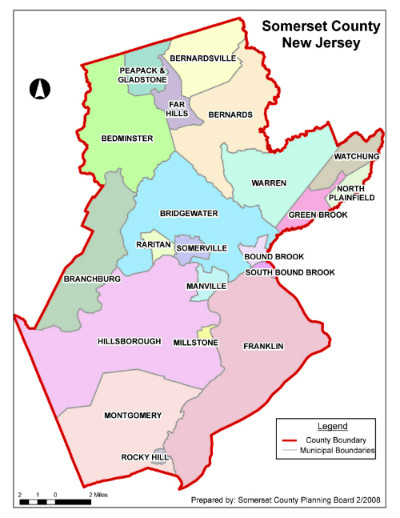 Somerset County
New Jersey
BERNARDSVILLE
PEAPACK &
GLADSTONE
FAR
HILLS
BERNARDS
BEDMINSTER
WATCHUNG
WARREN
NORTH
PLAINFIELD
GREEN BROOK
BRIDGEWATER
RARITAN
SOMERVILLE
BOUND BROOK
SOUTH BOUND BROOK
BRANCHBURG
MANVILLE
HILLSBOROUGH
MILLSTONE
FRANKLIN
MONTGOMERY
ROCKY HILL
Legend
County Boundary
Municipal Boundaries
2 1 0 2 Miles
Prepared by: Somerset County Planning Board 2/2008